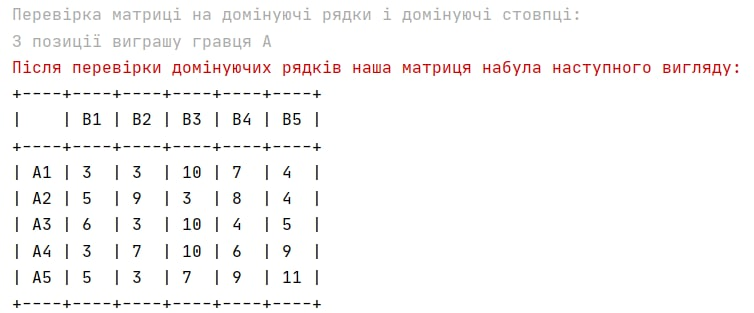 Перевірка матриці на домінуючі рядки і домінуючі стовпці:
З позиції виграшу гравця А
Після перевірки домінуючих рядків наша матриця набула наступного вигляду:
+----+----+----+----+----+----+
|    | B1 | B2 | B3 | B4 | B5 |
+----+----+----+----+----+----+
| A1 | 3  | 3  | 10 | 7  | 4  |
| A2 | 5  | 9  | 3  | 8  | 4  |
| A3 | 6  | 3  | 10 | 4  | 5  |
| A4 | 3  | 7  | 10 | 6  | 9  |
| A5 | 5  | 3  | 7  | 9  | 11 |
+----+----+----+----+----+----+